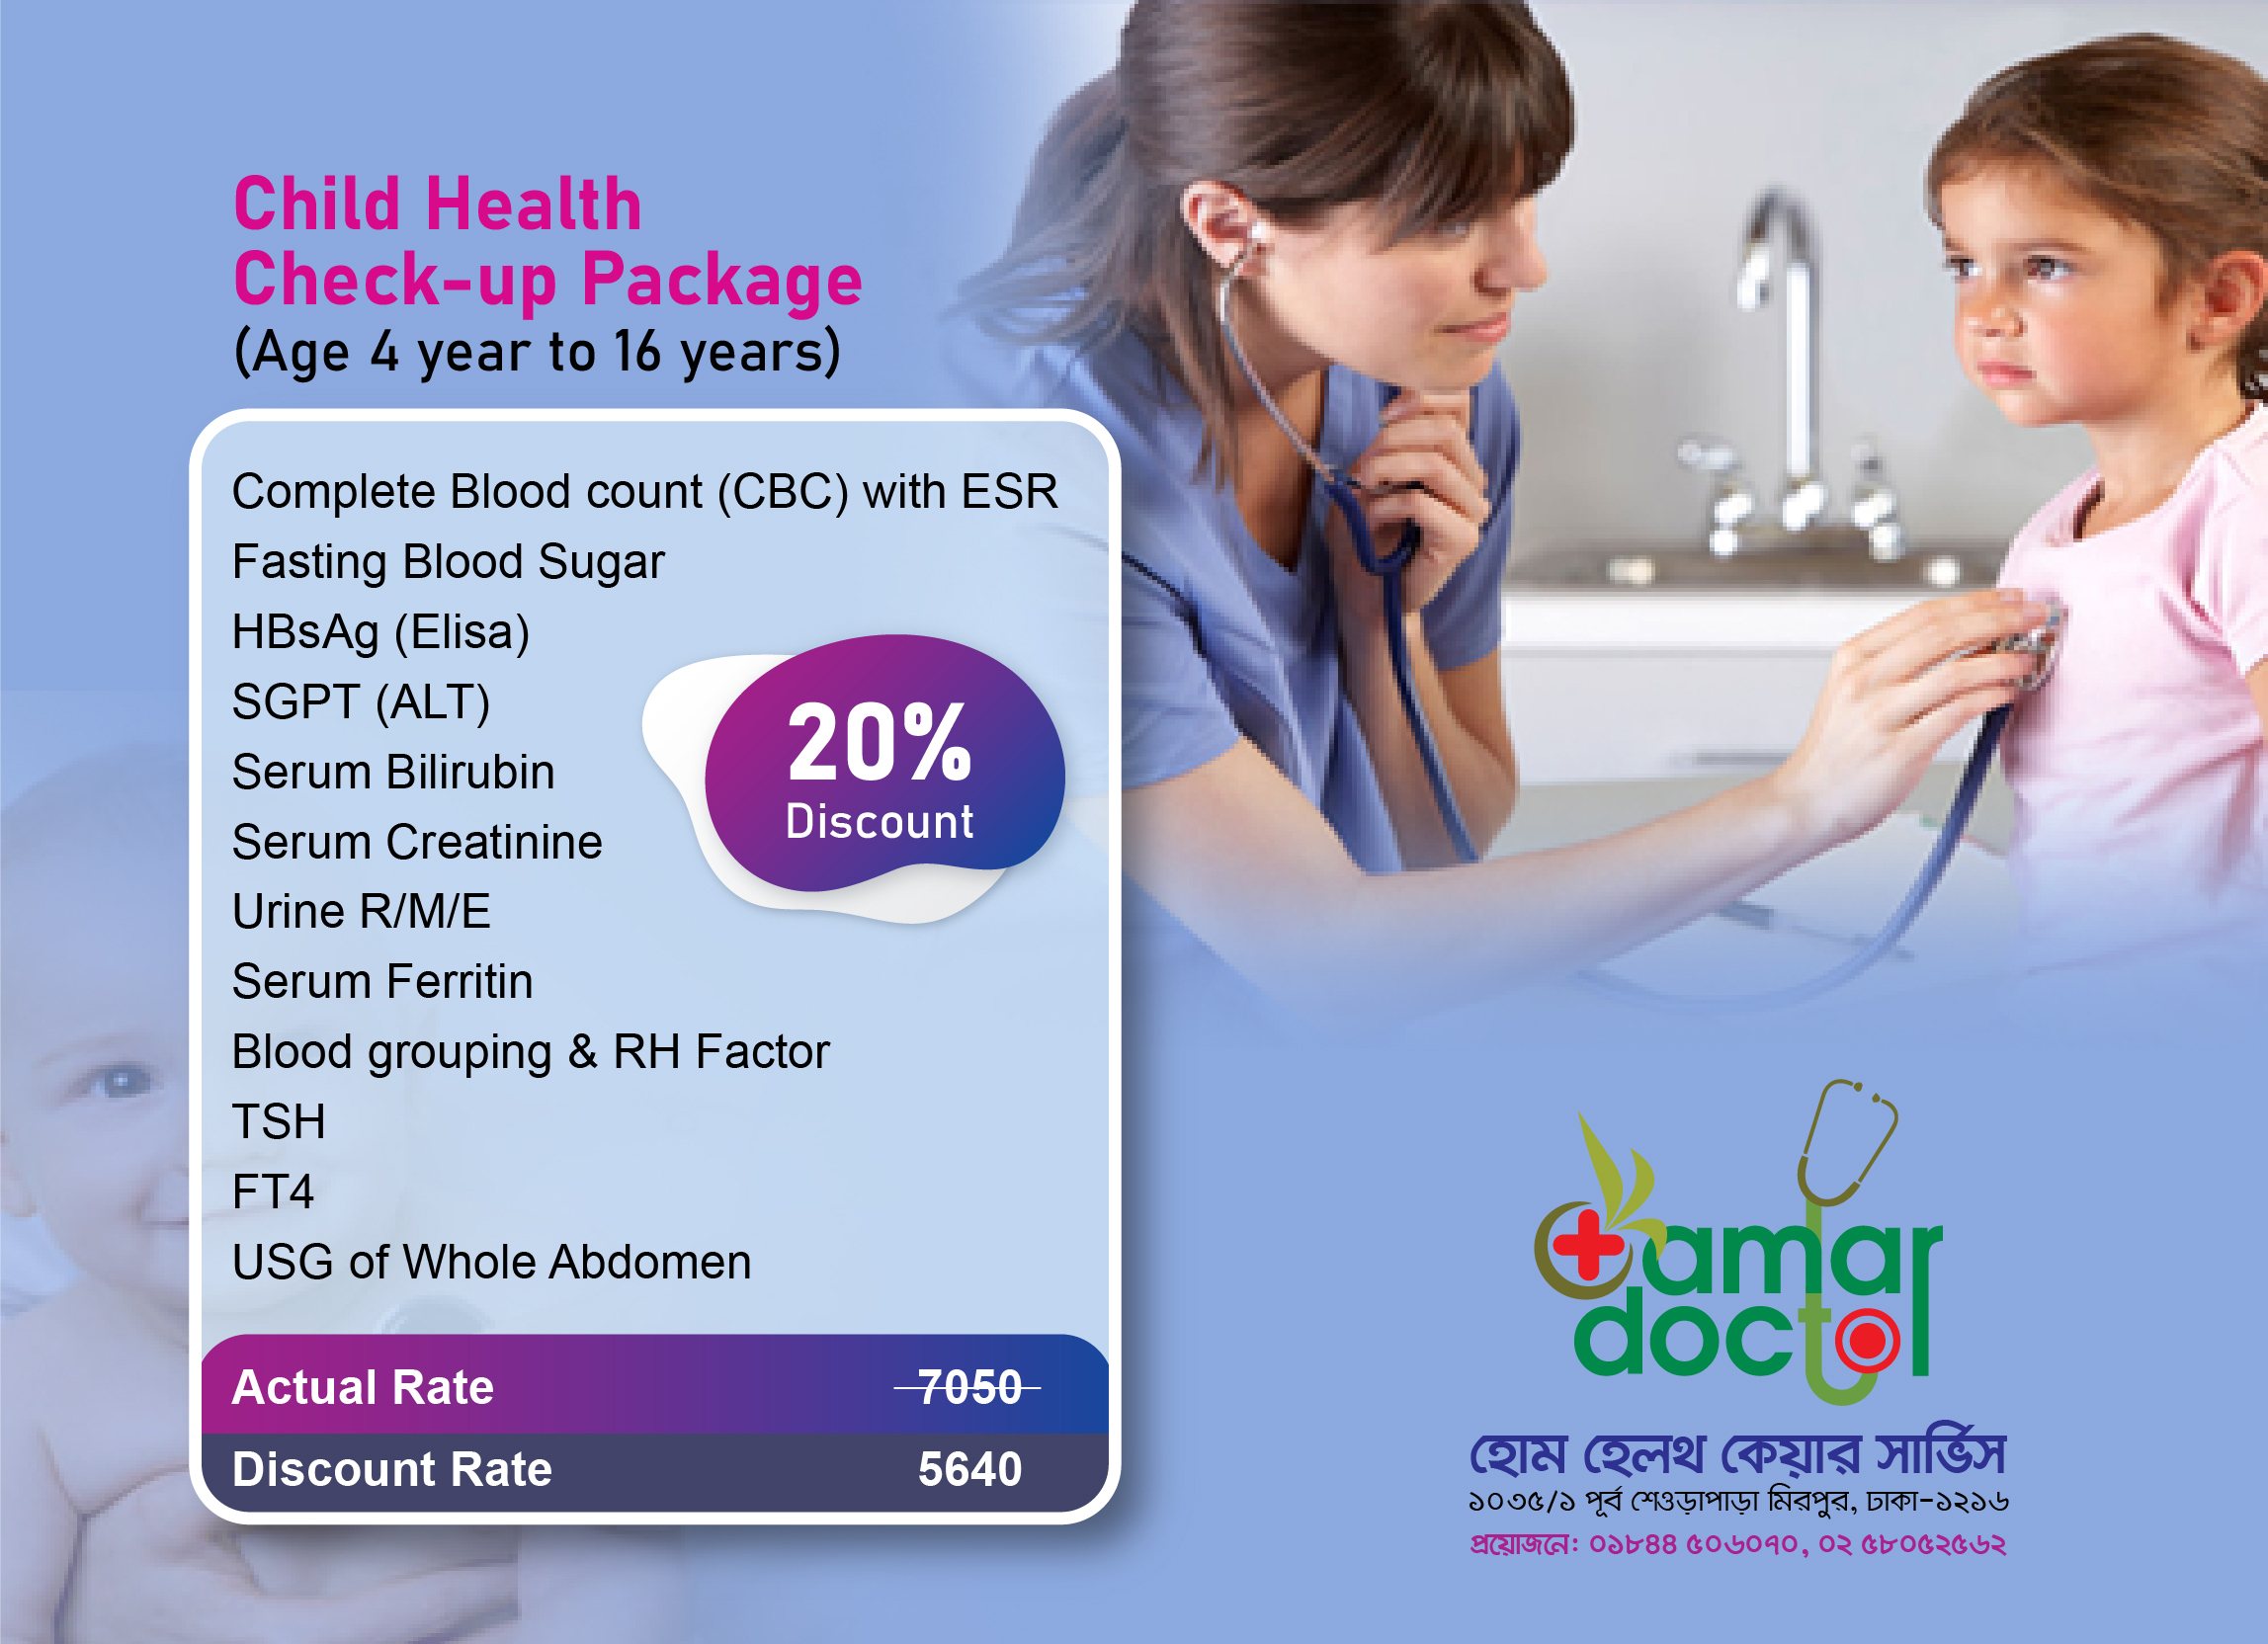 Child Health
Check-up Package
(Age 4 year to 16 years)
Complete Blood count (CBC) with ESR
Fasting Blood Sugar
HBsAg (Elisa)
SGPT (ALT)
Serum Bilirubin
Serum Creatinine
Urine R/M/E
Serum Ferritin
Blood grouping & RH Factor
TSH
FT4
USG of Whole Abdomen
20%
Discount
Actual Rate 7050
Discount Rate 5640
amar
doctor
হোম হেলথ কেয়ার সার্ভিস
১০৩৫/১ পূর্ব শেওড়াপাড়া মিরপুর, ঢাকা-১২১৬
প্রয়োজনে: ০১৮৪৪ ৫০৬০৭০, ০২ ৫৮০৫২৫৬২